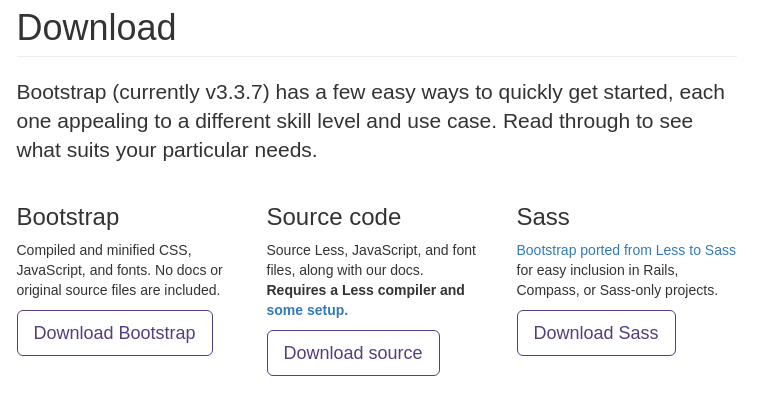 Download
Bootstrap (currently v3.3.7) has a few easy ways to quickly get started, each
one appealing to a different skill level and use case. Read through to see
what suits your particular needs.
Bootstrap
Compiled and minified CSS,
JavaScript, and fonts. No docs or
original source files are included.
Download Bootstrap
Source code
Source Less, JavaScript, and font
files, along with our docs.
Requires a Less compiler and
some setup.
Download source
Sass
Bootstrap ported from Less to Sass
for easy inclusion in Rails,
Compass, or Sass-only projects.
Download Sass